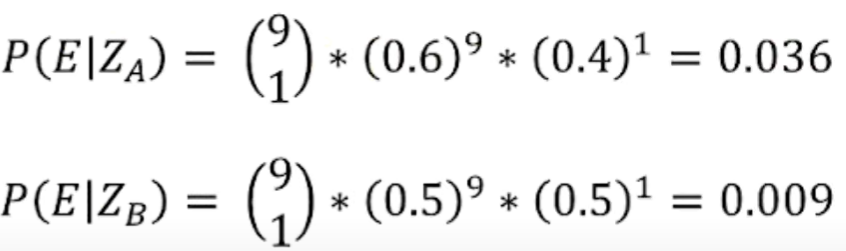 P(E|Z_A) = (9 1) * (0.6)^9 * (0.4)^1 = 0.036
P(E|Z_B) = (9 1) * (0.5)^9 * (0.5)^1 = 0.009